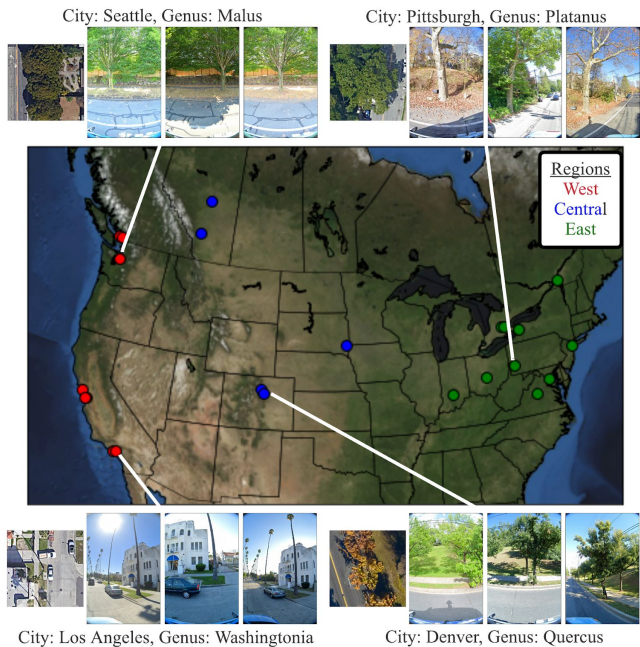 City: Seattle, Genus: Malus
City: Pittsburgh, Genus: Platanus
Regions
West
Central
East
City: Los Angeles, Genus: Washingtonia
City: Denver, Genus: Quercus